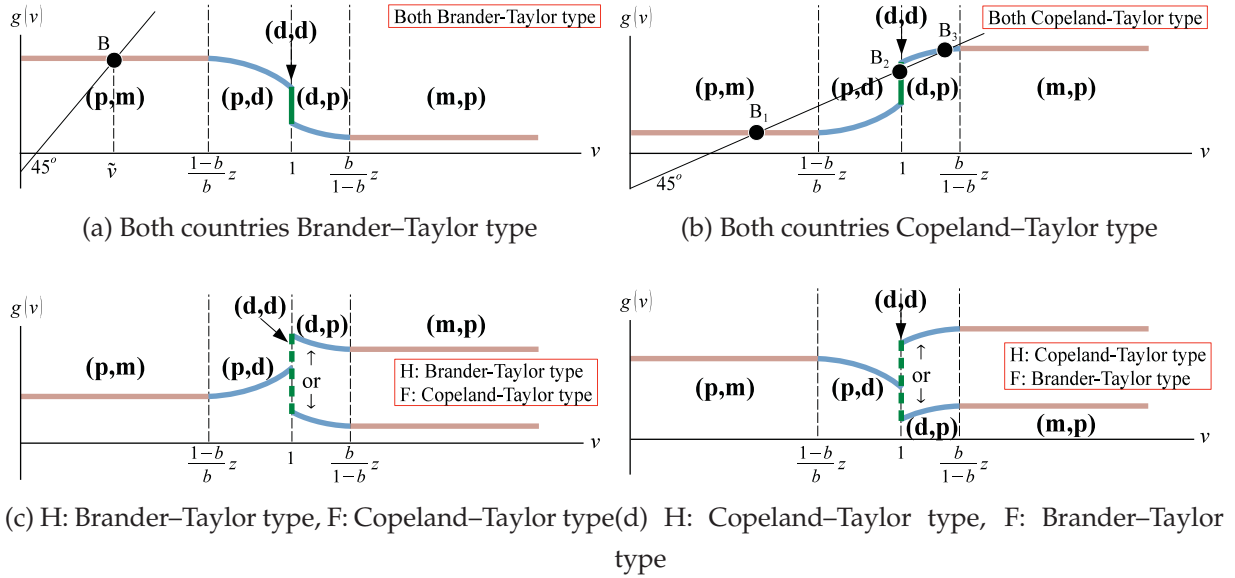 g(v)
Both Brander-Taylor type
(d,d)
B
(p,m)
(p,d)
(d,p)
(m,p)
45°
ṽ
1−b
b
z
1
b
1−b
v
(a) Both countries Brander–Taylor type
g(v)
Both Copeland-Taylor type
(d,d)
B3
B2
(p,m)
(p,d)
(d,p)
(m,p)
B1
45°
1−b
b
z
1
b
1−b
v
(b) Both countries Copeland–Taylor type
g(v)
(d,d)
(d,p)
(m,p)
(p,m)
(p,d)
↑
or
↓
H: Brander-Taylor type
F: Copeland-Taylor type
1−b
b
z
1
b
1−b
v
(c) H: Brander–Taylor type, F: Copeland–Taylor type
g(v)
(d,d)
(p,m)
(p,d)
↑
or
↓
(d,p)
H: Copeland-Taylor type
F: Brander-Taylor type
(m,p)
1−b
b
z
1
b
1−b
v
(d) H: Copeland–Taylor type, F: Brander–Taylor
type